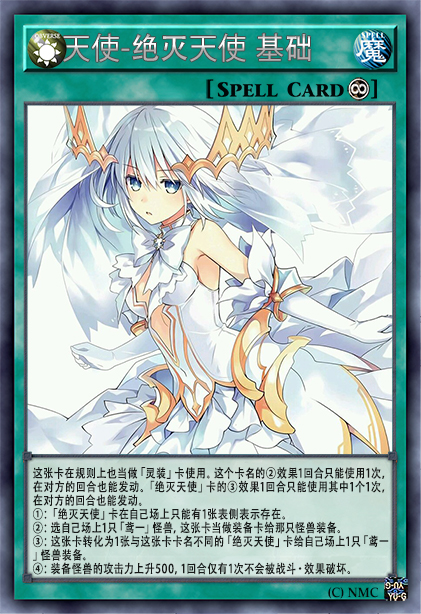 DIVERSE
天使-绝灭天使 基础
SPELL
魔
[SPELL CARD]
这张卡在规则上也当做「灵装」卡使用。这个卡名的②效果1回合只能使用1次，
在对方的回合也能发动。「绝灭天使」卡的③效果1回合只能使用其中1个1次，
在对方的回合也能发动。
①：「绝灭天使」卡在自己场上只能有1张表侧表示存在。
②：选自己场上1只「鸢一」怪兽，这张卡当做装备卡给那只怪兽装备。
③：这张卡转化为1张与这张卡卡名不同的「绝灭天使」卡给自己场上1只「鸢一
」怪兽装备。
④：装备怪兽的攻击力上升500，1回合仅有1次不会被战斗·效果破坏。
(C) NMC